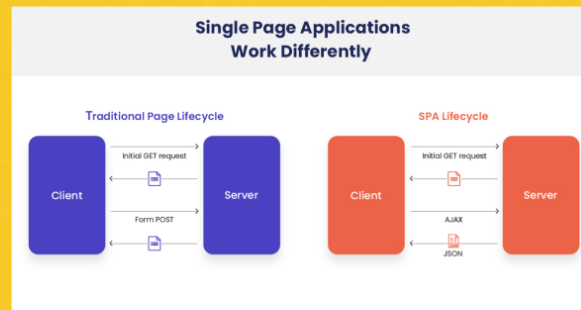 Single Page Applications
Work Differently
Traditional Page Lifecycle
Client
Initial GET request
Form POST
Server
SPA Lifecycle
Client
Initial GET request
AJAX
JSON
Server